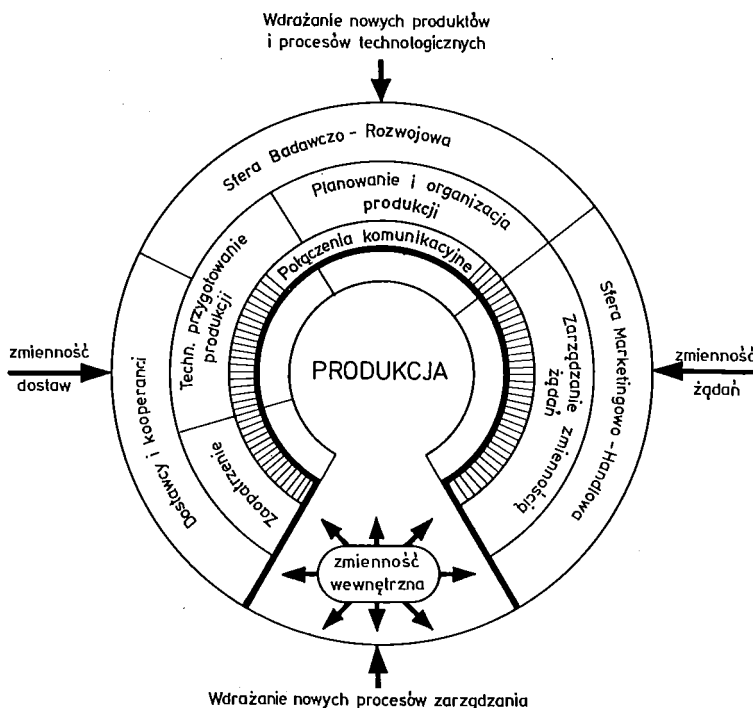 Wdrażanie nowych produktów
i procesów technologicznych
Sfera Badawczo - Rozwojowa
Planowanie i organizacja
produkcji
Połączenia komunikacyjne
Techn. przygotowanie
produkcji
zmienność
dostaw
PRODUKCJA
Zarządzanie zmiennością
żądań
Sfera Marketingowo - Handlowa
zmienność
żądań
Dostawcy i kooperanci
Zaopatrzenie
zmienność
wewnętrzna
Wdrażanie nowych procesów zarządzania